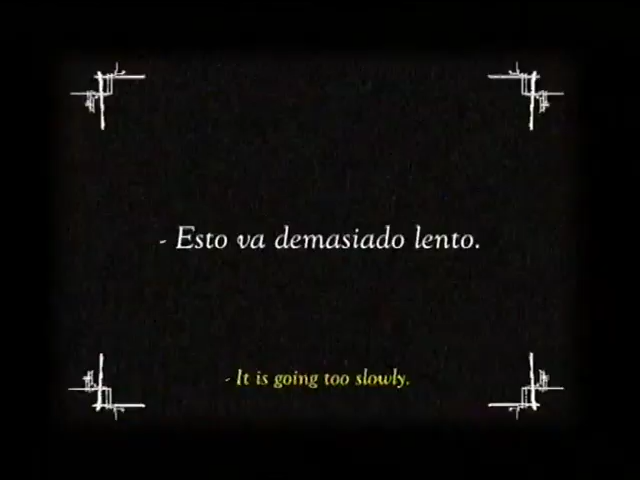 - Esto va demasiado lento.
- It is going too slowly.